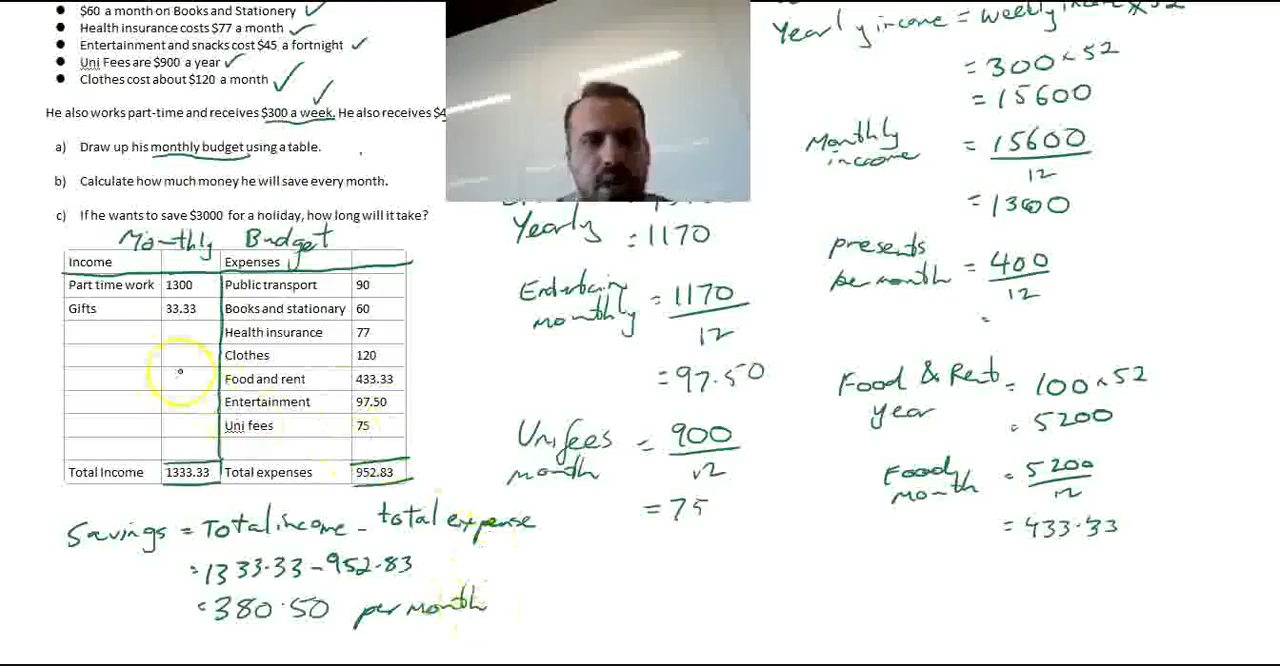 $60 a month on Books and Stationery
Health insurance costs $77 a month
Entertainment and snacks cost $45 a fortnight
Uni Fees are $900 a year
Clothes cost about $120 a month
He also works part-time and receives $300 a week. He also receives $4
a) Draw up his monthly budget using a table.
b) Calculate how much money he will save every month.
c) If he wants to save $3000 for a holiday, how long will it take?
Monthly Budget
Income Expenses
Part time work 1300 Public transport 90
Gifts 33.33 Books and stationary 60
Health insurance 77
Clothes 120
Food and rent 433.33
Entertainment 97.50
Uni fees 75
Total Income 1333.33 Total expenses 952.83
Savings = Total income - total expense
= 1333.33 - 952.83
= 380.50 per month
Yearly = 1170
monthly = 1170
12
= 97.50
Uni fees = 900
month 12
= 75
Yearly income = weekly
= 300 × 52
= 15600
Monthly = 15600
income 12
= 1300
presents = 400
per month 12
=
Food & Rent = 100 × 52
year = 5200
Food = 5200
month 12
= 433.33